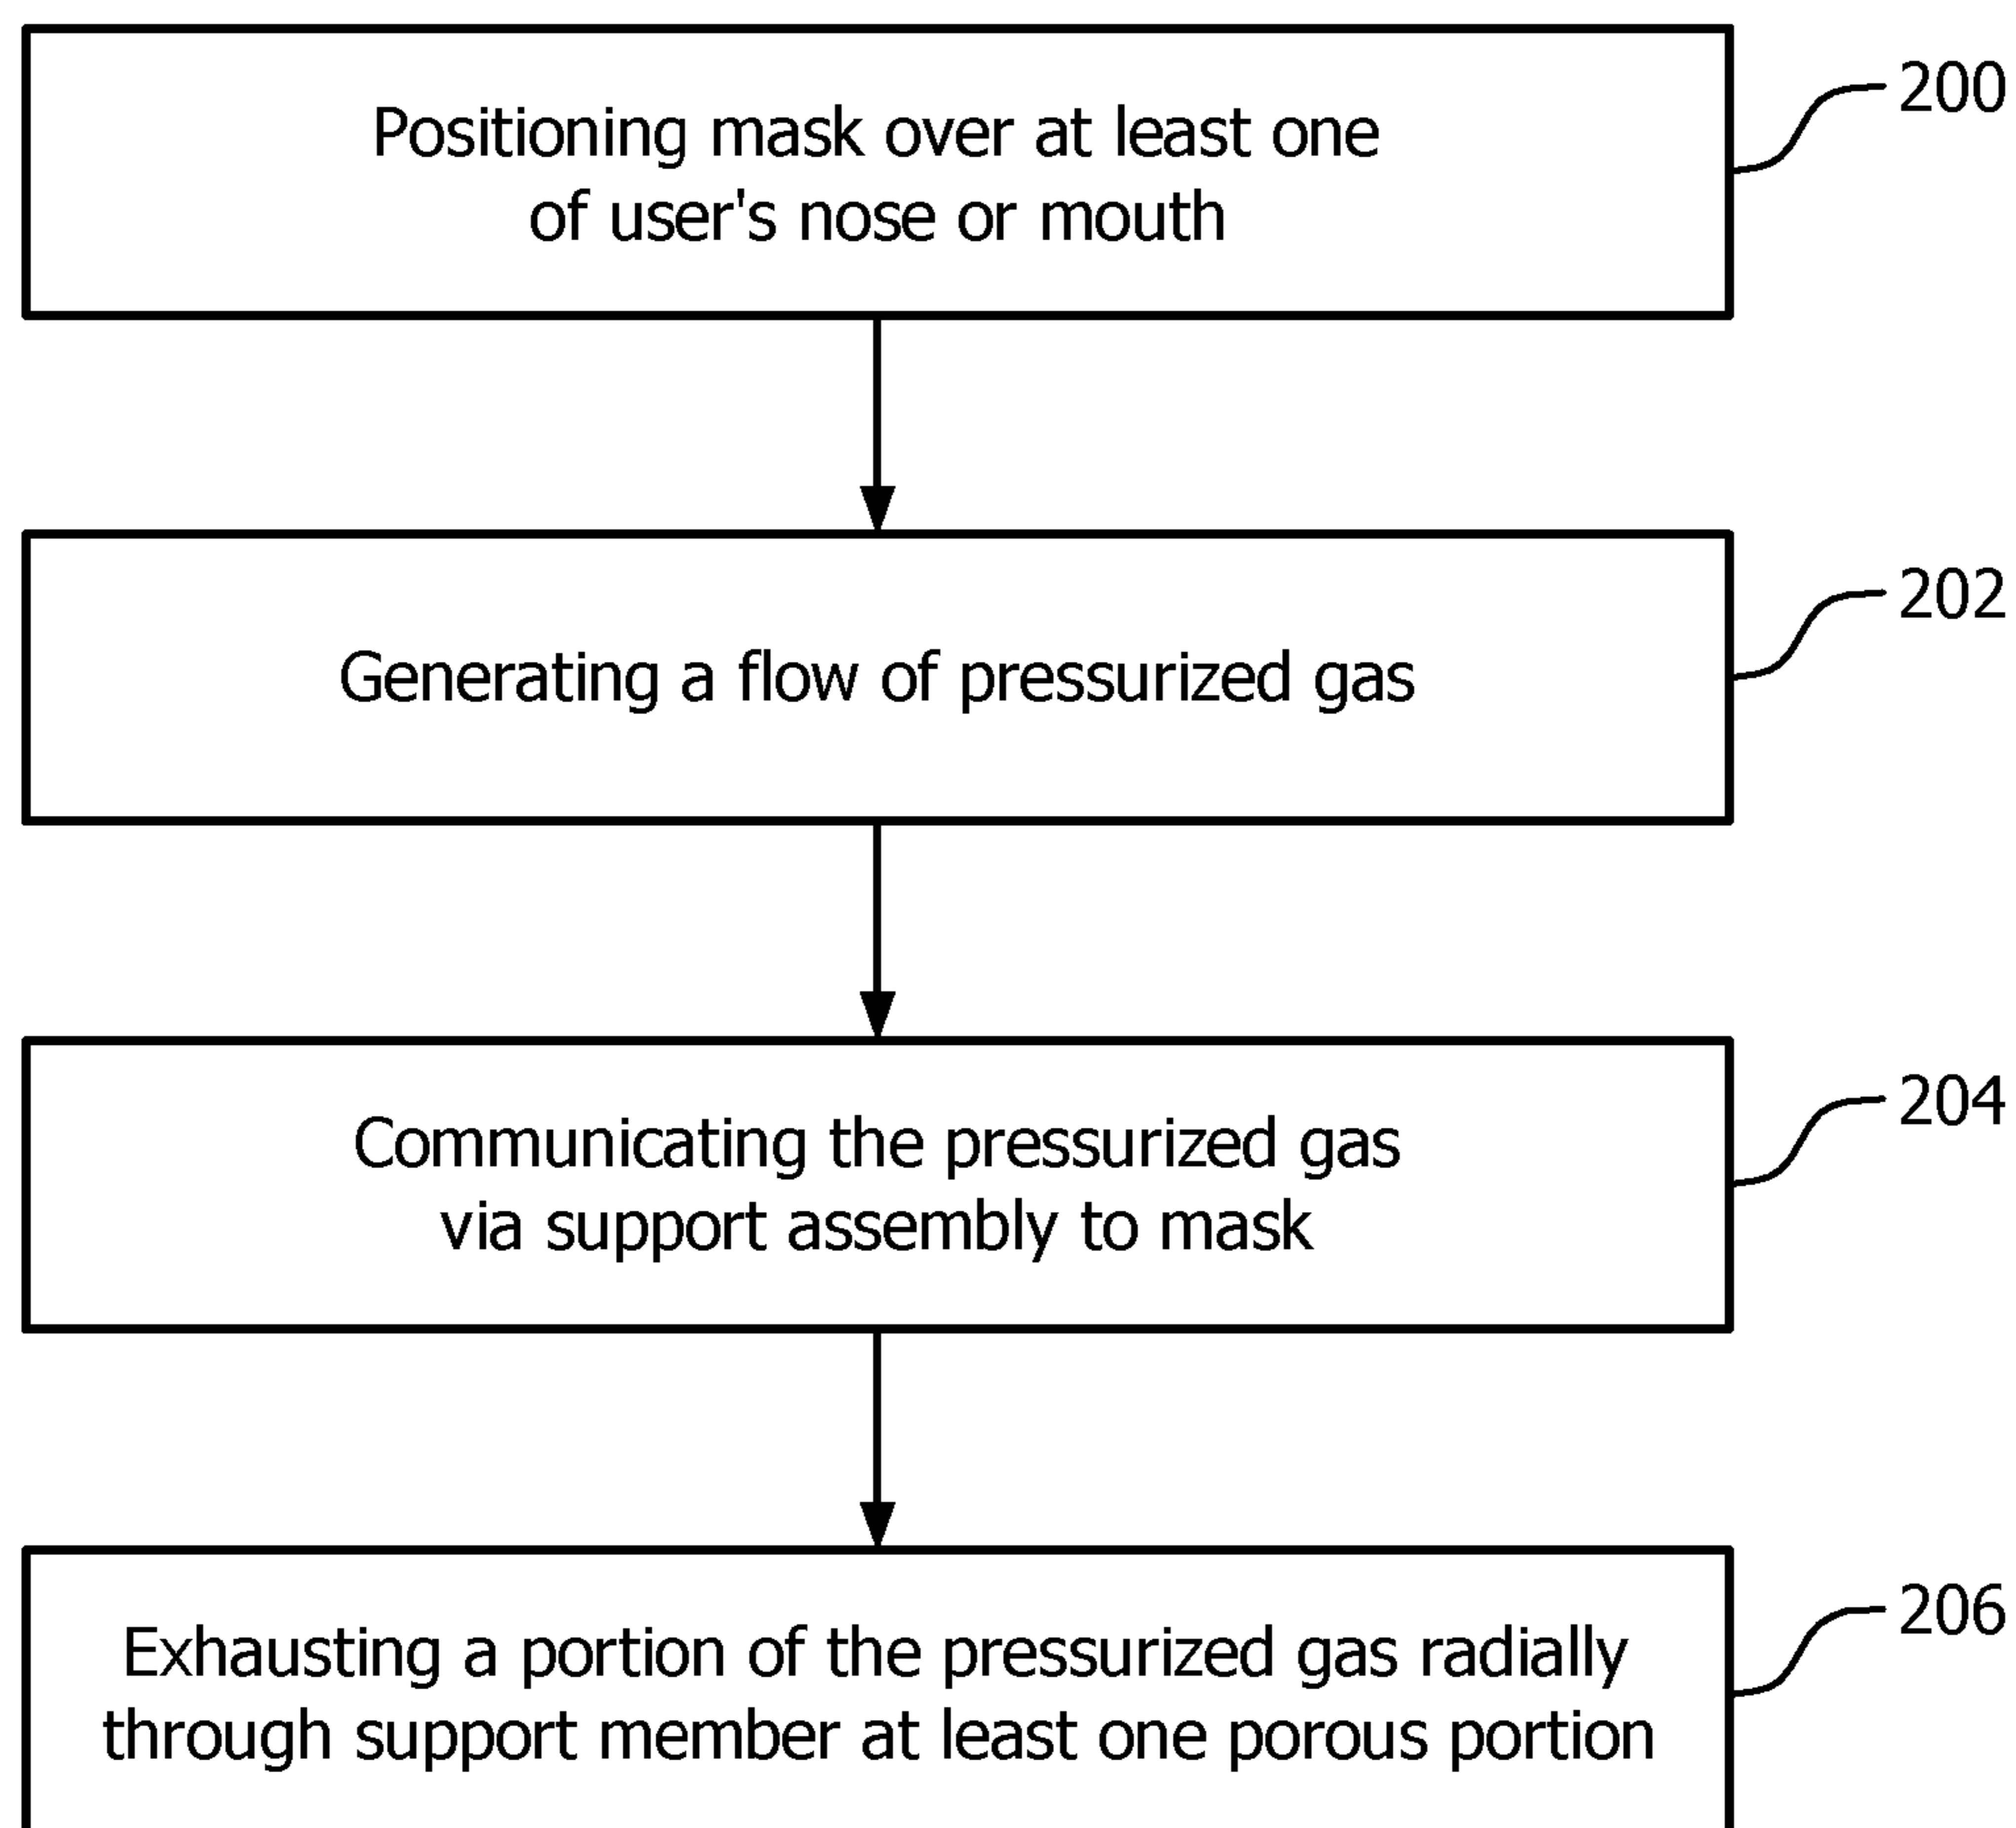 Positioning mask over at least one
of user's nose or mouth
200
Generating a flow of pressurized gas
202
Communicating the pressurized gas
via support assembly to mask
204
Exhausting a portion of the pressurized gas radially
through support member at least one porous portion
206